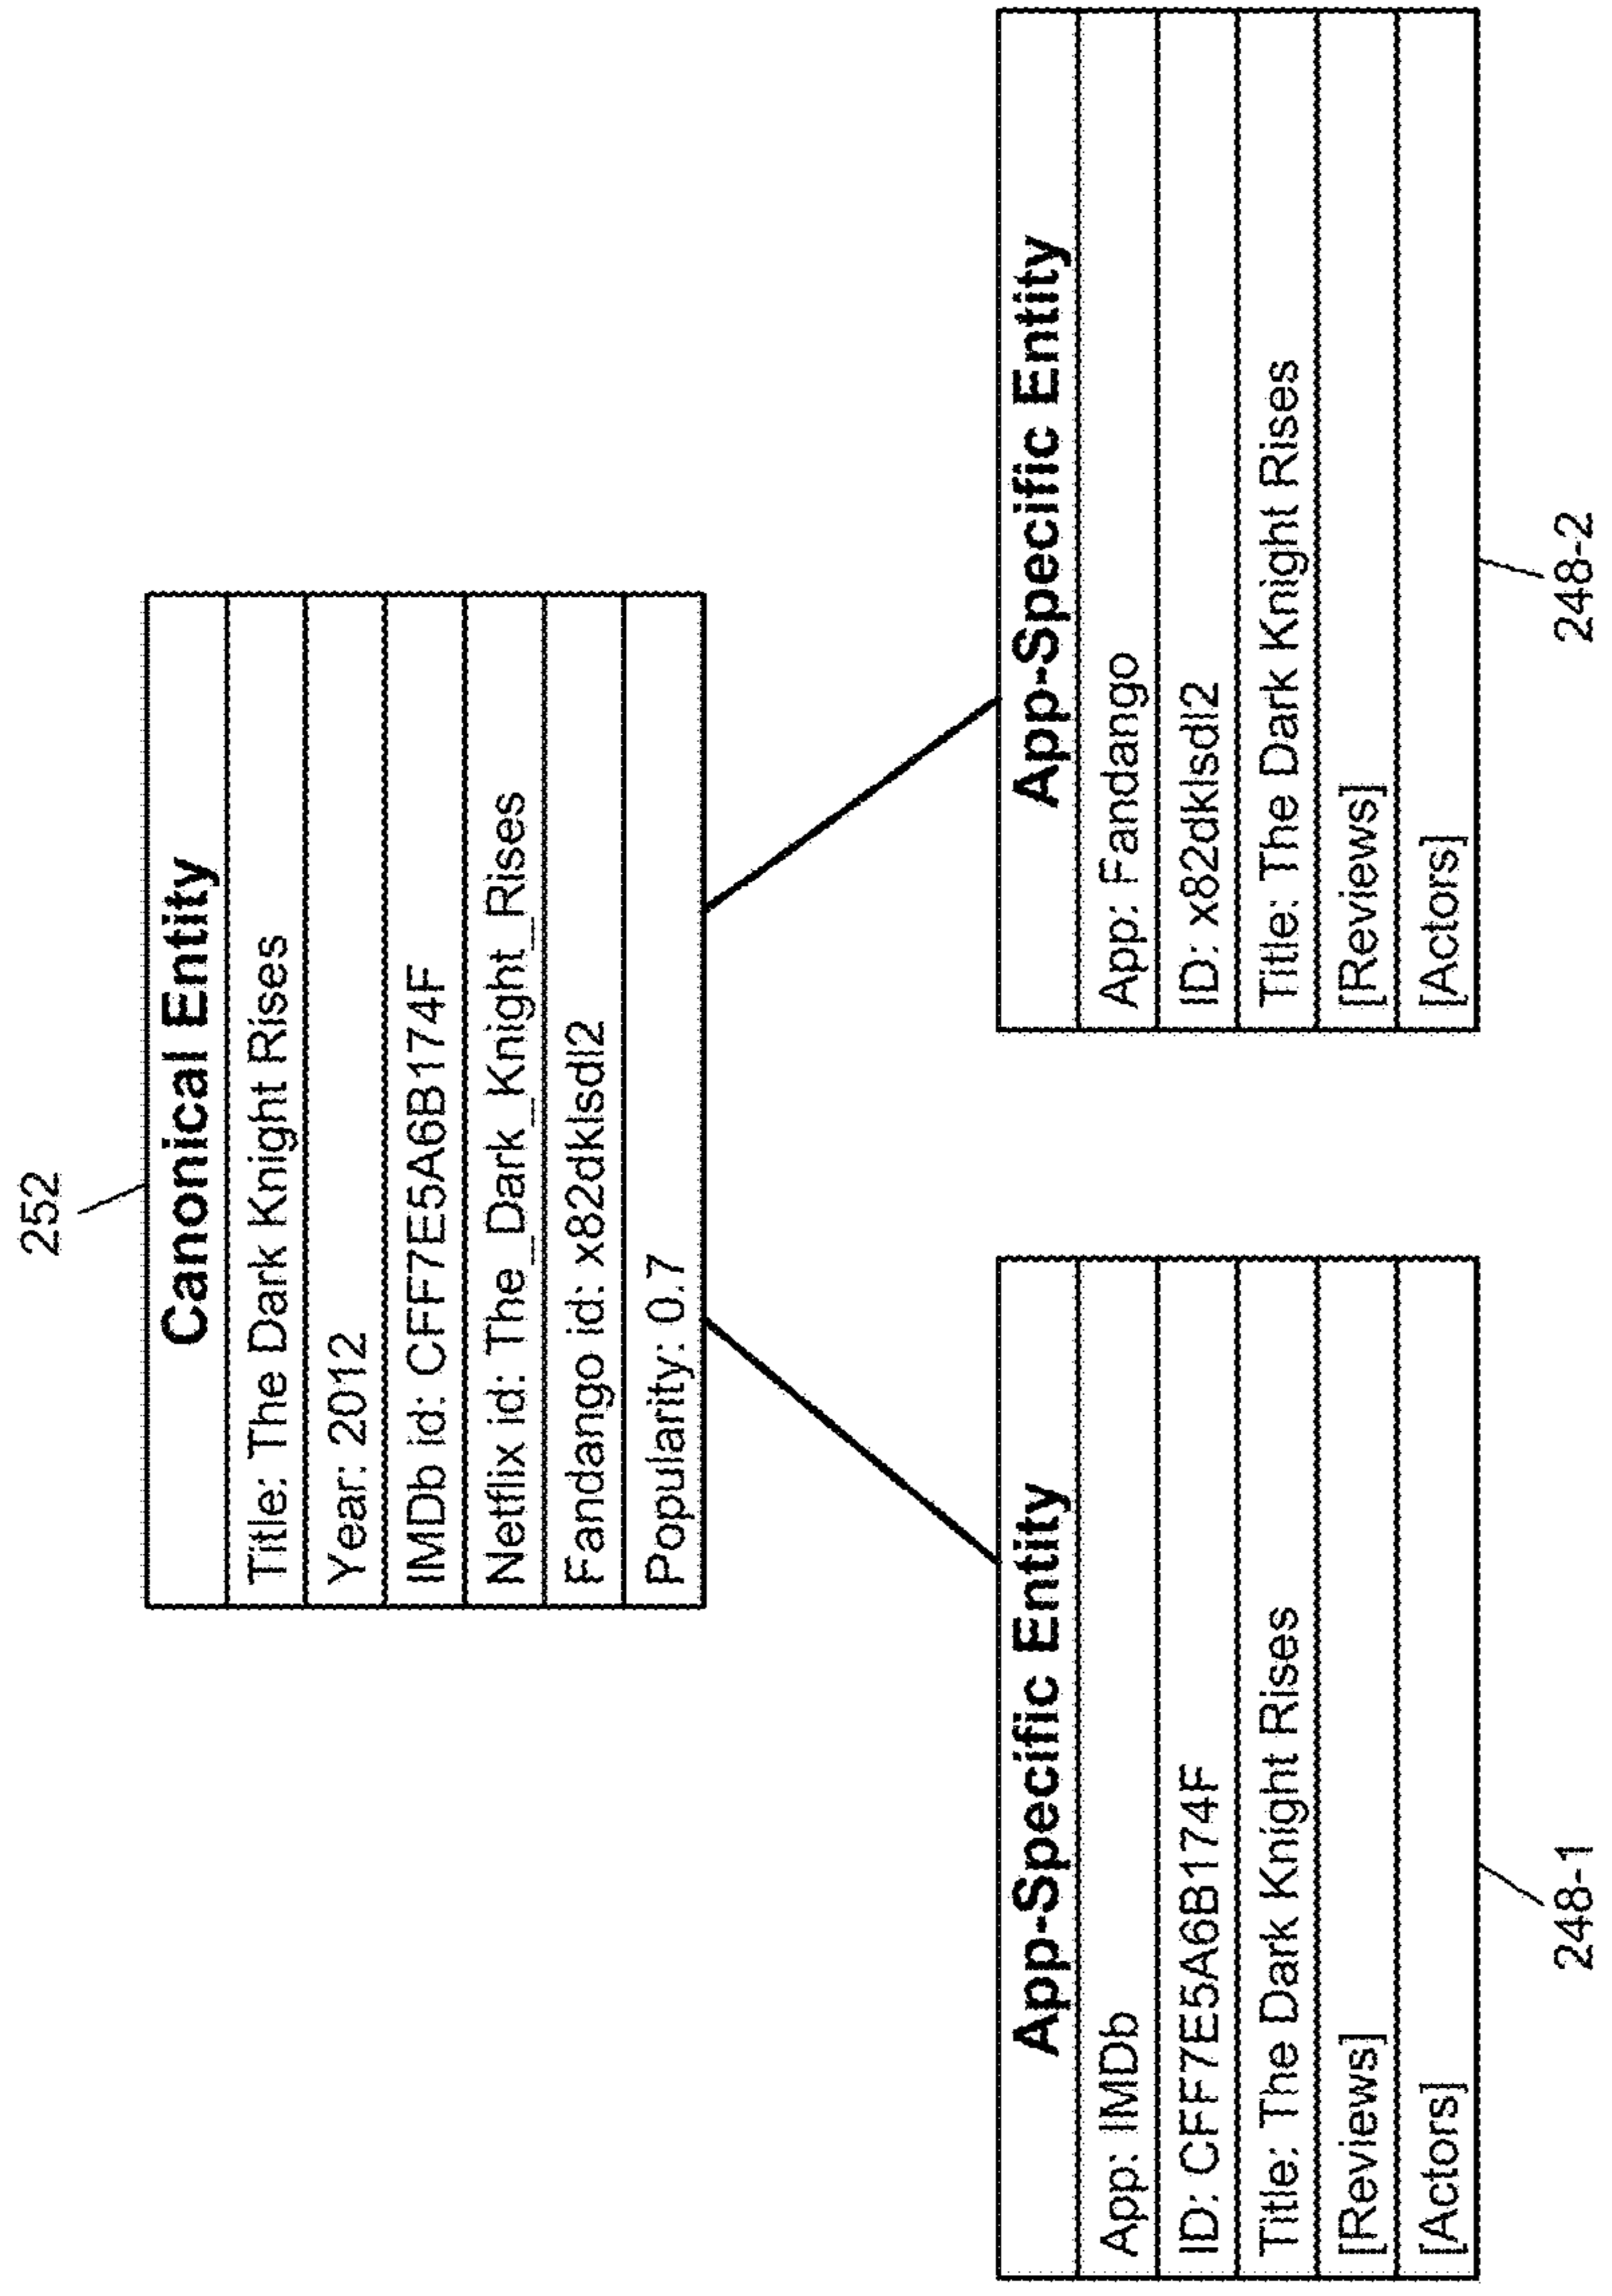 252
Canonical Entity
Title: The Dark Knight Rises
Year: 2012
IMDb id: CFF7E5A6B174F
Netflix id: The_Dark_Knight_Rises
Fandango id: x82dklsdl2
Popularity: 0.7
App-Specific Entity
App: IMDb
ID: CFF7E5A6B174F
Title: The Dark Knight Rises
[Reviews]
[Actors]
248-1
App-Specific Entity
App: Fandango
ID: x82dklsdl2
Title: The Dark Knight Rises
[Reviews]
[Actors]
248-2